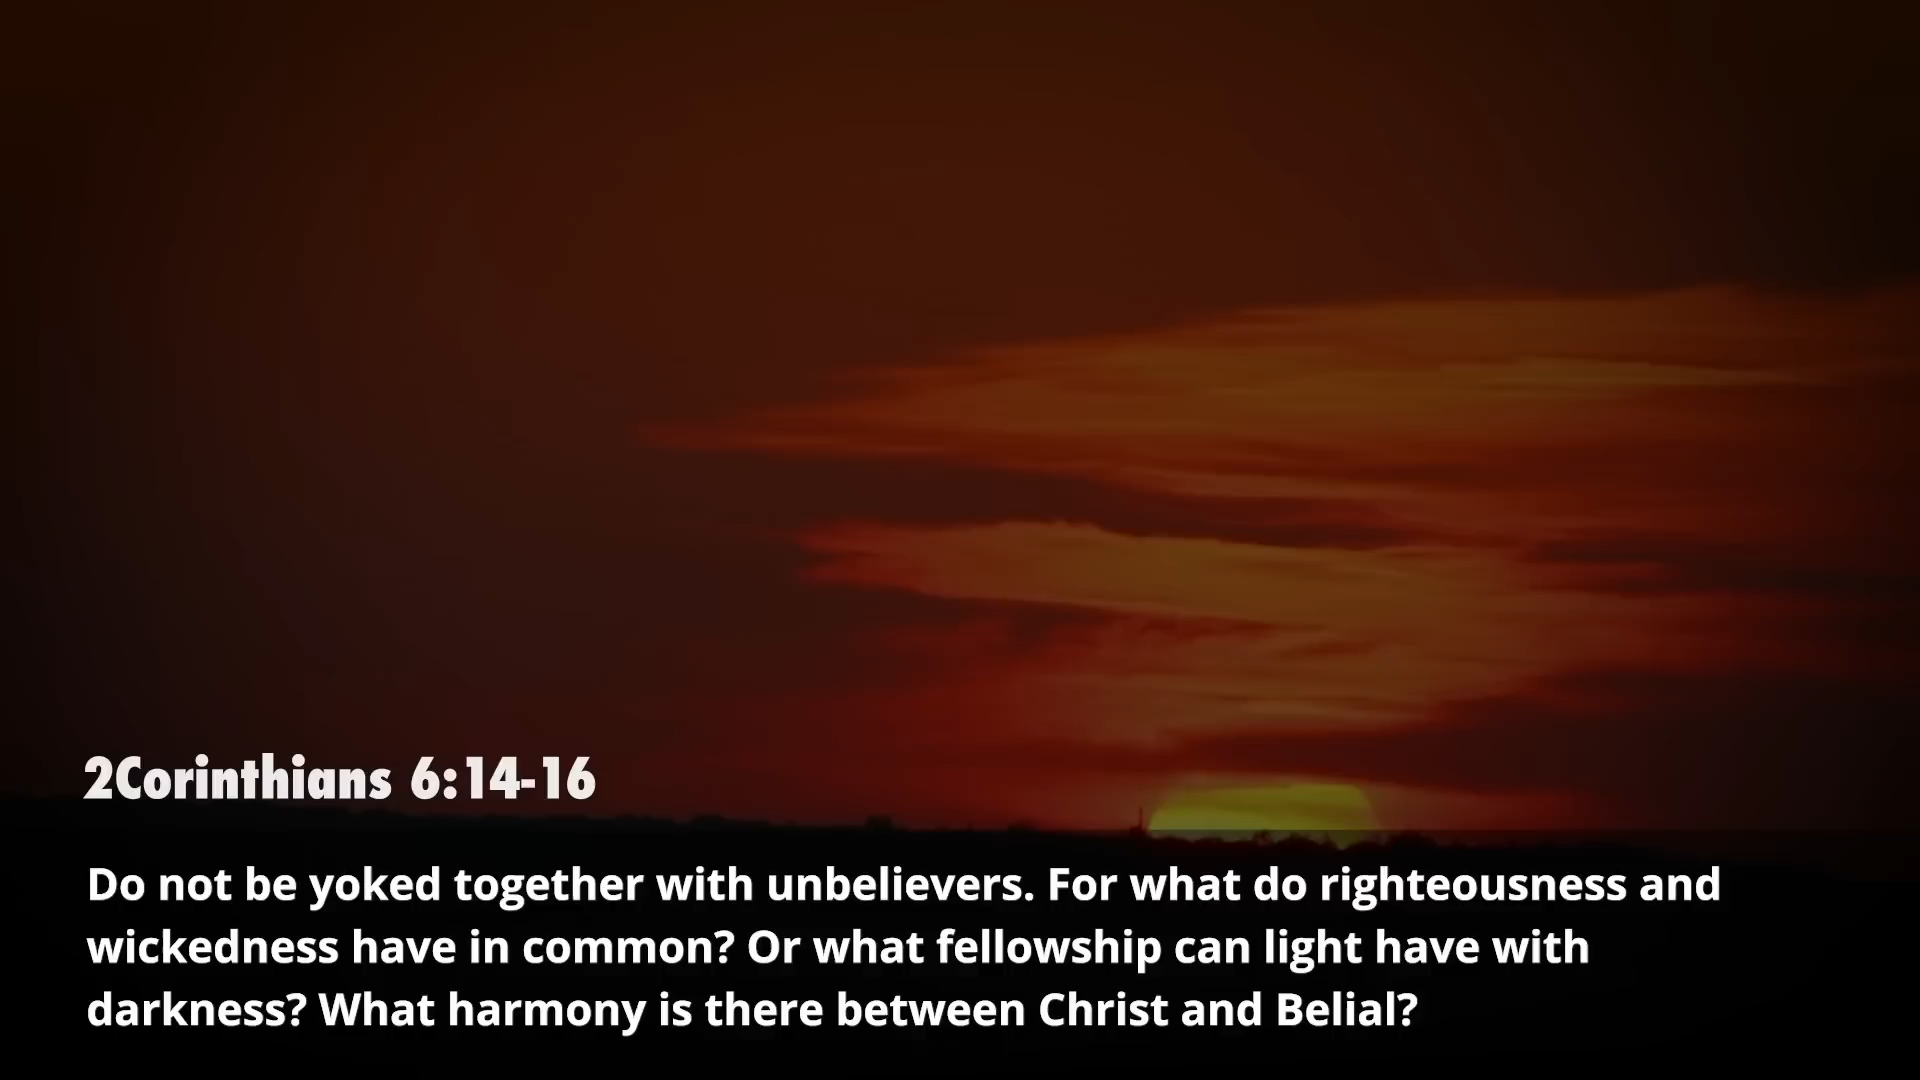 2Corinthians 6:14-16
Do not be yoked together with unbelievers. For what do righteousness and
wickedness have in common? Or what fellowship can light have with
darkness? What harmony is there between Christ and Belial?